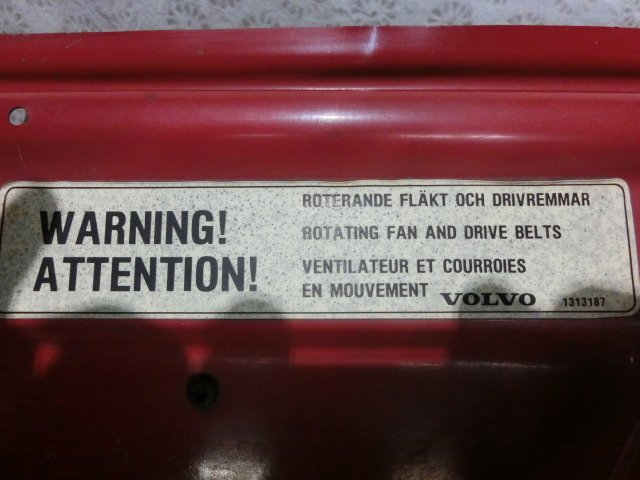 WARNING!
ATTENTION!
ROTERANDE FLÄKT OCH DRIVREMMAR
ROTATING FAN AND DRIVE BELTS
VENTILATEUR ET COURROIES
EN MOUVEMENT
VOLVO
1313187